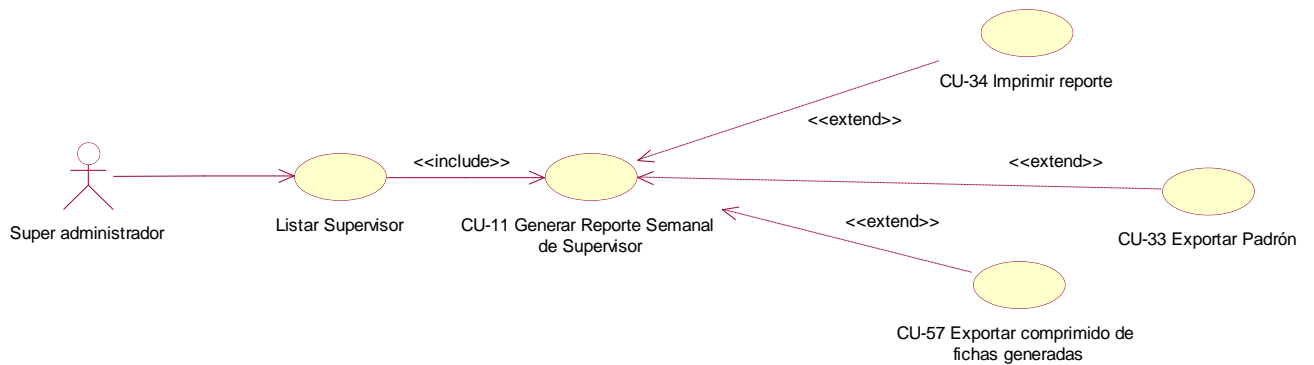 CU-34 Imprimir reporte
<<extend>>
<<include>>
<<extend>>
Super administrador
Listar Supervisor
CU-11 Generar Reporte Semanal
de Supervisor
<<extend>>
CU-33 Exportar Padrón
CU-57 Exportar comprimido de
fichas generadas